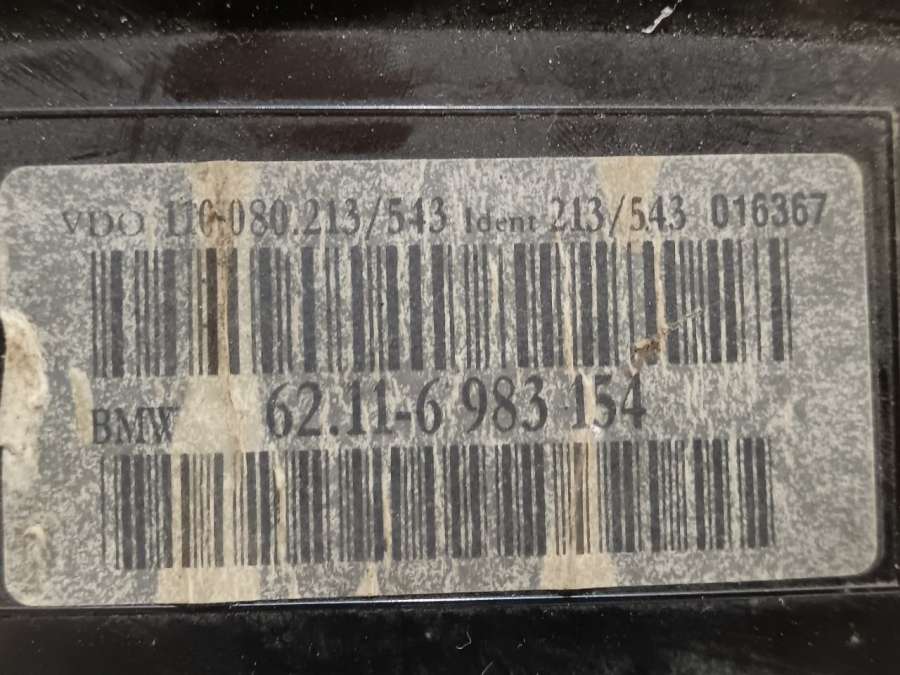 VDO 110-080.213/543 Ident 213/543 016367
BMW 62.11-6 983 154